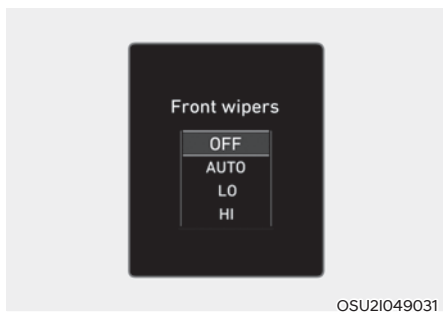 Front wipers
OFF
AUTO
LO
HI
OSU2I049031